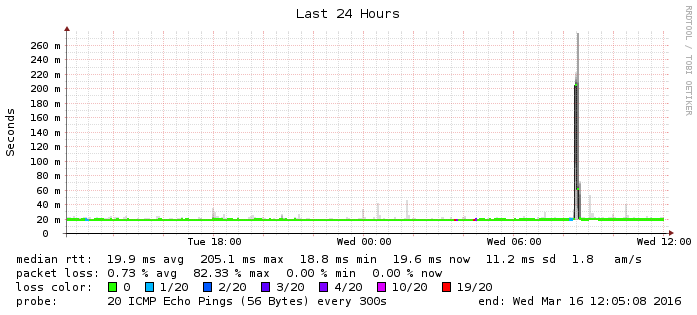 Last 24 Hours
RRDTOOL / TOBI OETIKER
Seconds
260 m
240 m
220 m
200 m
180 m
160 m
140 m
120 m
100 m
80 m
60 m
40 m
20 m
0
Tue 18:00 Wed 00:00 Wed 06:00 Wed 12:00
median rtt: 19.9 ms avg 205.1 ms max 18.8 ms min 19.6 ms now 11.2 ms sd 1.8 am/s
packet loss: 0.73 % avg 82.33 % max 0.00 % min 0.00 % now
loss color: 0 1/20 2/20 3/20 4/20 10/20 19/20
probe: 20 ICMP Echo Pings (56 Bytes) every 300s end: Wed Mar 16 12:05:08 2016